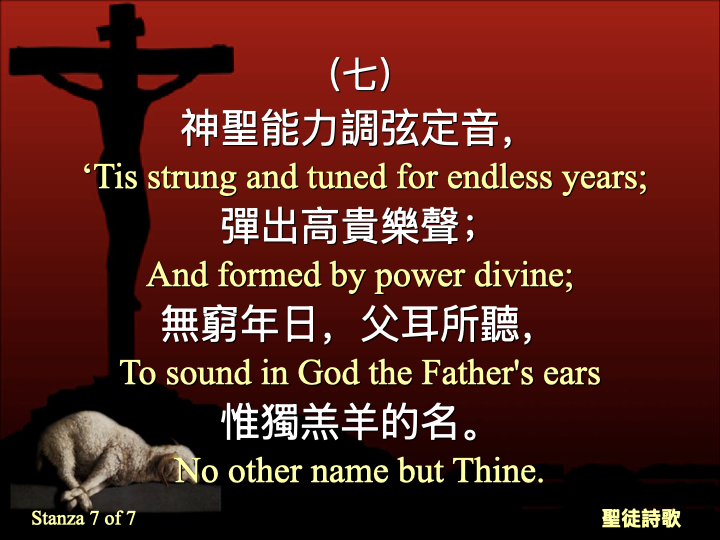 （七）
神聖能力調弦定音，
‘Tis strung and tuned for endless years;
彈出高貴樂聲；
And formed by power divine;
無窮年日，父耳所聽，
To sound in God the Father's ears
惟獨羔羊的名。
No other name but Thine.
Stanza 7 of 7
聖徒詩歌